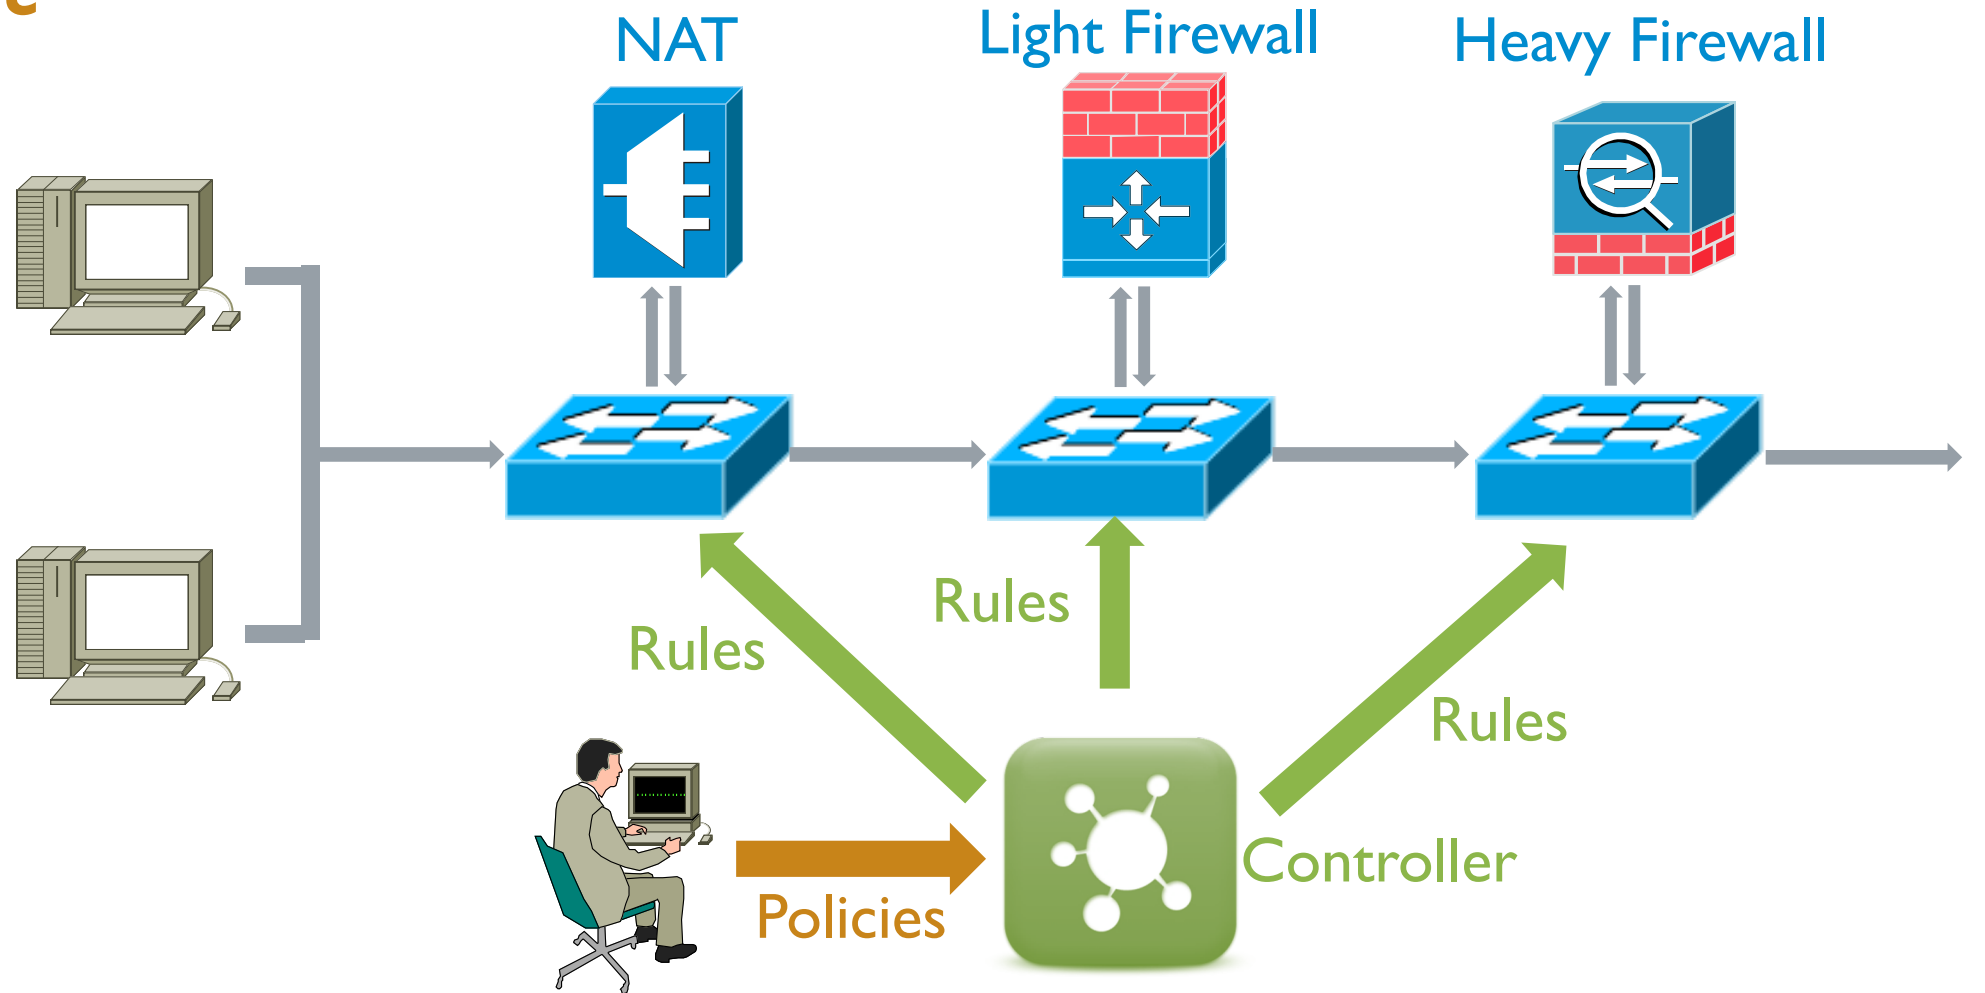 NAT
Light Firewall
Heavy Firewall
Rules
Rules
Rules
Controller
Policies